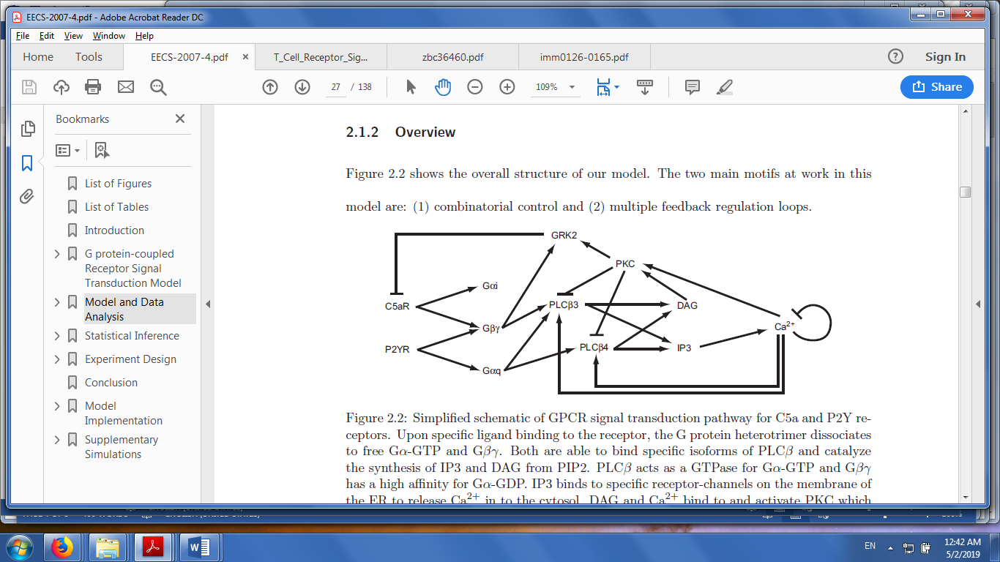 EECS-2007-4.pdf - Adobe Acrobat Reader DC
File Edit View Window Help
Home Tools EECS-2007-4.pdf × T_Cell_Receptor_Sig... zbc36460.pdf imm0126-0165.pdf ? Sign In
27 / 138 109% Share
Bookmarks
List of Figures
List of Tables
Introduction
G protein-coupled
Receptor Signal
Transduction Model
Model and Data
Analysis
Statistical Inference
Experiment Design
Conclusion
Model
Implementation
Supplementary
Simulations
2.1.2 Overview
Figure 2.2 shows the overall structure of our model. The two main motifs at work in this
model are: (1) combinatorial control and (2) multiple feedback regulation loops.
GRK2
PKC
Gαi
C5aR
PLCβ3
DAG
Gβγ
Ca²⁺
P2YR
PLCβ4
IP3
Gαq
Figure 2.2: Simplified schematic of GPCR signal transduction pathway for C5a and P2Y re-
ceptors. Upon specific ligand binding to the receptor, the G protein heterotrimer dissociates
to free Gα-GTP and Gβγ. Both are able to bind specific isoforms of PLCβ and catalyze
the synthesis of IP3 and DAG from PIP2. PLCβ acts as a GTPase for Gα-GTP and Gβγ
has a high affinity for Gα-GDP. IP3 binds to specific receptor-channels on the membrane of
the ER to release Ca²⁺ in to the cytosol. DAG and Ca²⁺ bind to and activate PKC which
EN
12:42 AM
5/2/2019